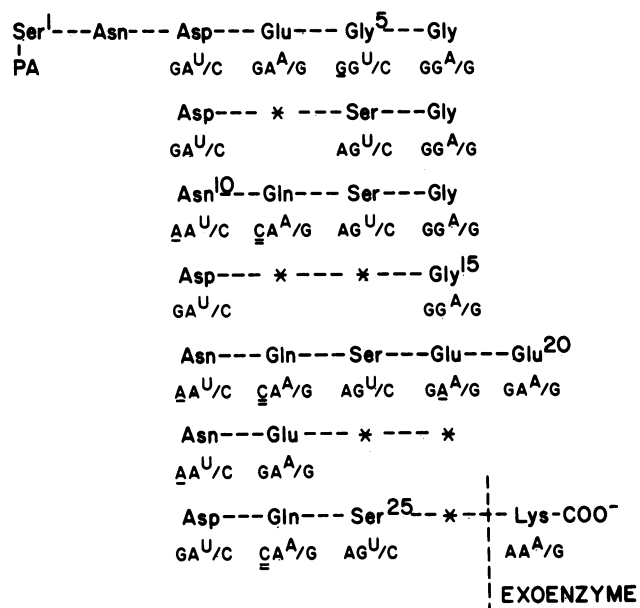 Ser¹---Asn---Asp---Glu---Gly⁵---Gly
PA GAU/C GAA/G GGU/C GGA/G
Asp---*---Ser---Gly
GAU/C AGU/C GGA/G
Asn¹⁰---Gln---Ser---Gly
AAU/C CAA/G AGU/C GGA/G
Asp---*---*---Gly¹⁵
GAU/C GGA/G
Asn---Gln---Ser---Glu---Glu²⁰
AAU/C CAA/G AGU/C GAA/G GAA/G
Asn---Glu---*---*
AAU/C GAA/G
Asp---Gln---Ser²⁵---*---Lys-COO⁻
GAU/C CAA/G AGU/C AAA/G
EXOENZYME